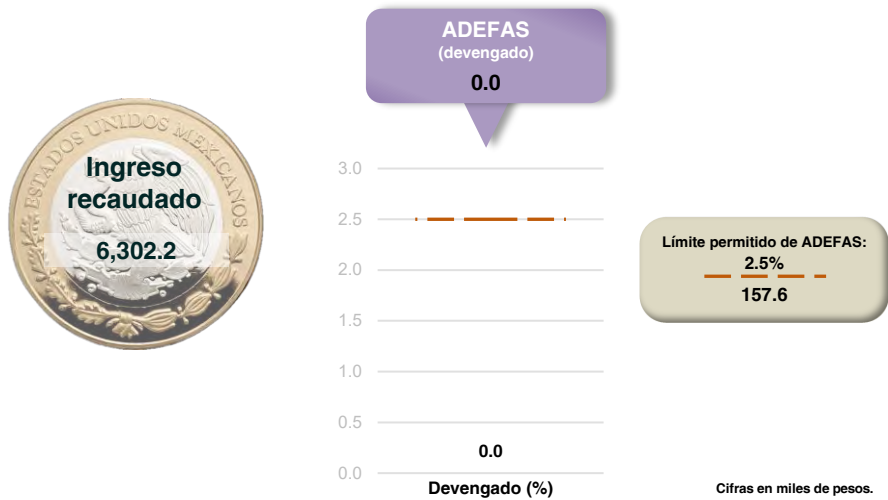 ADEFAS
(devengado)
0.0
ESTADOS UNIDOS MEXICANOS
Ingreso
recaudado
6,302.2
3.0
2.5
2.0
1.5
1.0
0.5
0.0
0.0
Devengado (%)
Límite permitido de ADEFAS:
2.5%
157.6
Cifras en miles de pesos.